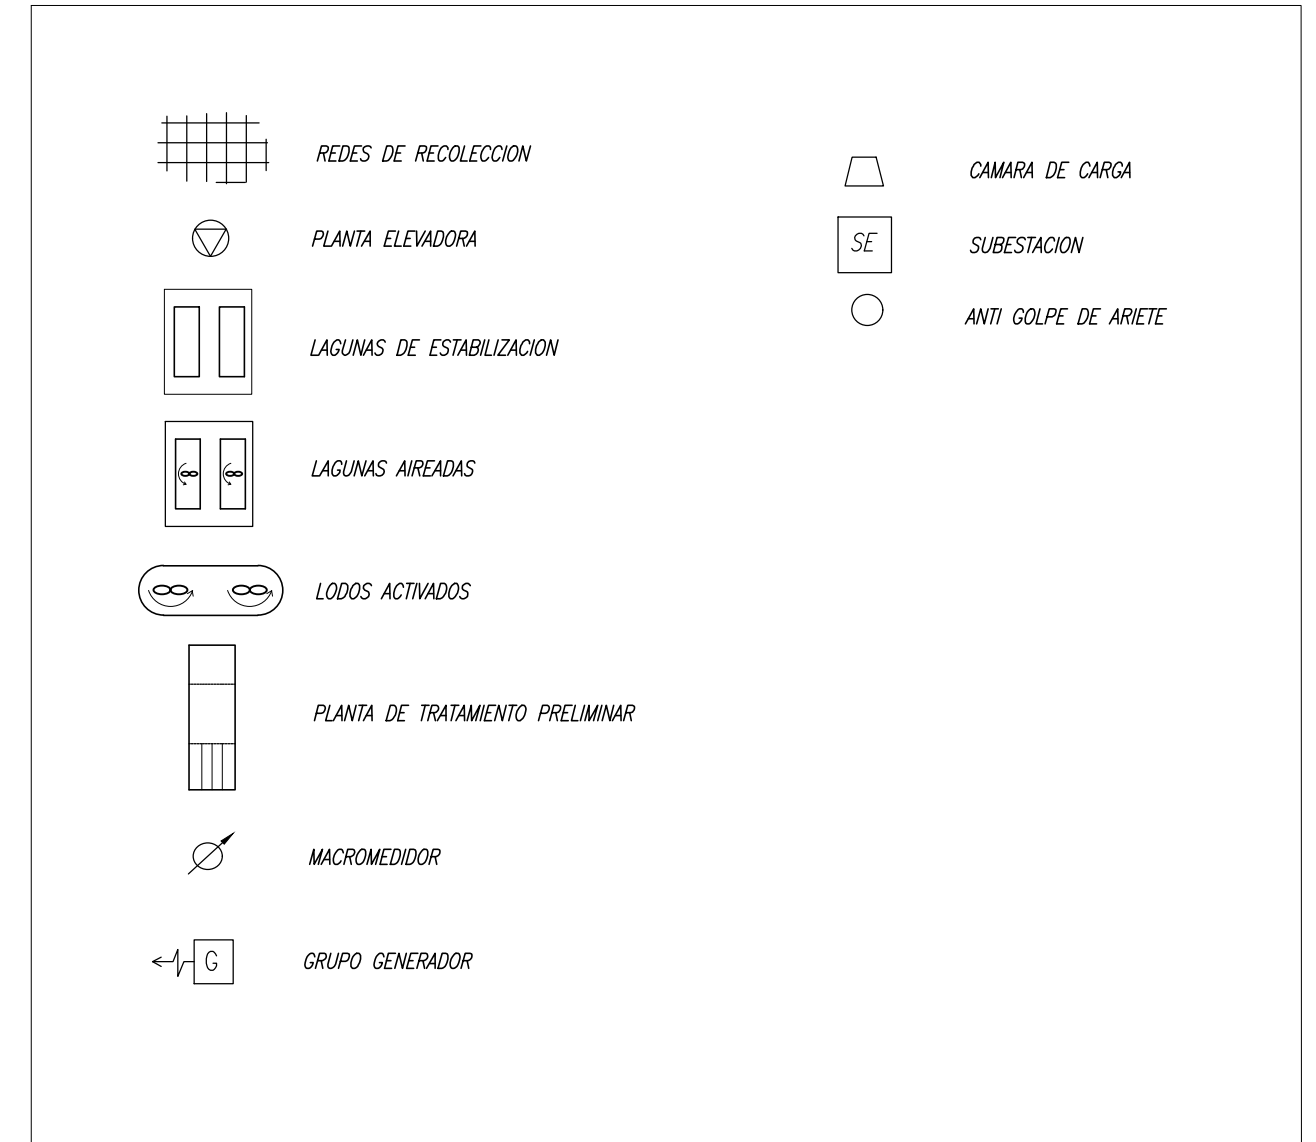 REDES DE RECOLECCION
PLANTA ELEVADORA
LAGUNAS DE ESTABILIZACION
LAGUNAS AIREADAS
LODOS ACTIVADOS
PLANTA DE TRATAMIENTO PRELIMINAR
MACROMEDIDOR
G
GRUPO GENERADOR
CAMARA DE CARGA
SE
SUBESTACION
ANTI GOLPE DE ARIETE